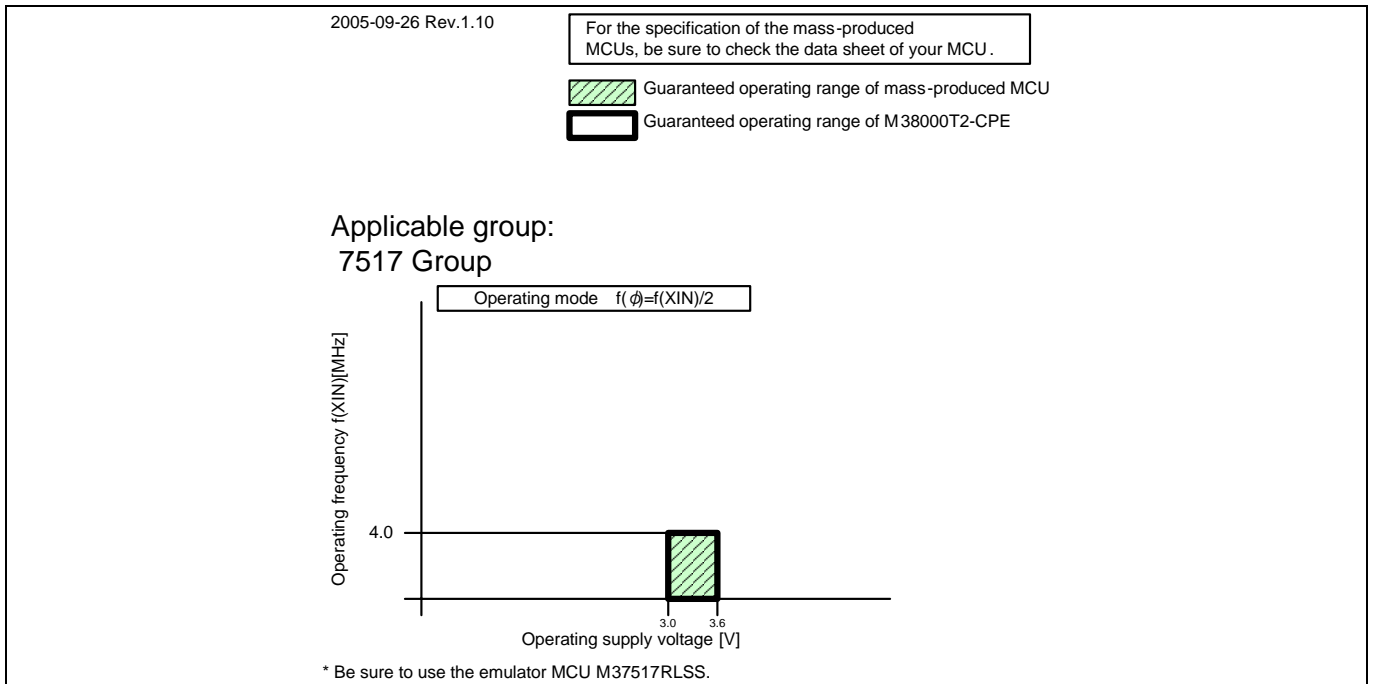 2005-09-26 Rev.1.10
For the specification of the mass-produced
MCUs, be sure to check the data sheet of your MCU.
Guaranteed operating range of mass-produced MCU
Guaranteed operating range of M38000T2-CPE
Applicable group:
7517 Group
Operating mode f(ϕ)=f(XIN)/2
Operating frequency f(XIN)[MHz]
4.0
3.0 3.6
Operating supply voltage [V]
* Be sure to use the emulator MCU M37517RLSS.